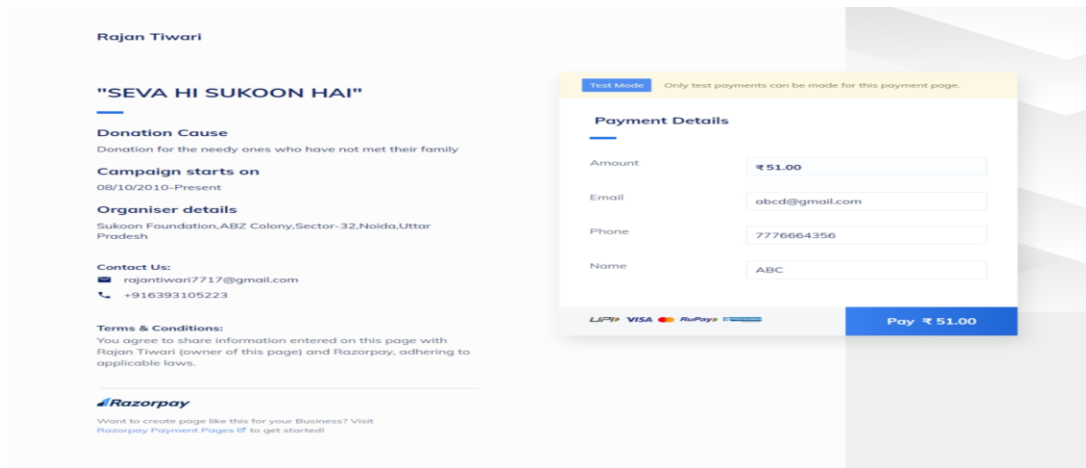 Rajan Tiwari
"SEVA HI SUKOON HAI"
Donation Cause
Donation for the needy ones who have not met their family
Campaign starts on
08/10/2010-Present
Organiser details
Sukoon Foundation,ABZ Colony,Sector-32,Noida,Uttar
Pradesh
Contact Us:
rajantiwari7717@gmail.com
+916393105223
Terms & Conditions:
You agree to share information entered on this page with
Rajan Tiwari (owner of this page) and Razorpay, adhering to
applicable laws.
Razorpay
Want to create page like this for your Business? Visit
Razorpay Payment Pages to get started!
Test Mode Only test payments can be made for this payment page.
Payment Details
Amount ₹ 51.00
Email abcd@gmail.com
Phone 7776664356
Name ABC
UPI VISA RuPay
Pay ₹ 51.00